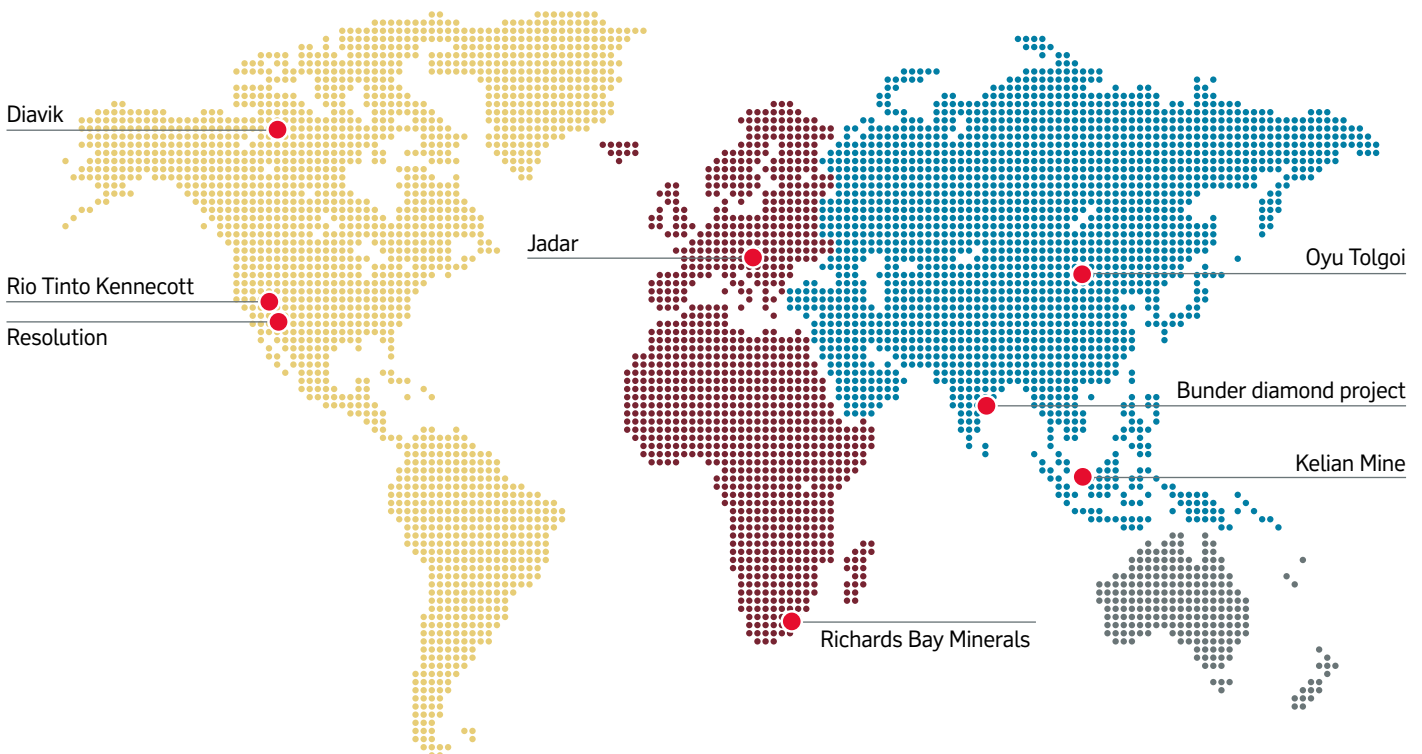 Diavik
Jadar
Oyu Tolgoi
Rio Tinto Kennecott
Resolution
Bunder diamond project
Kelian Mine
Richards Bay Minerals